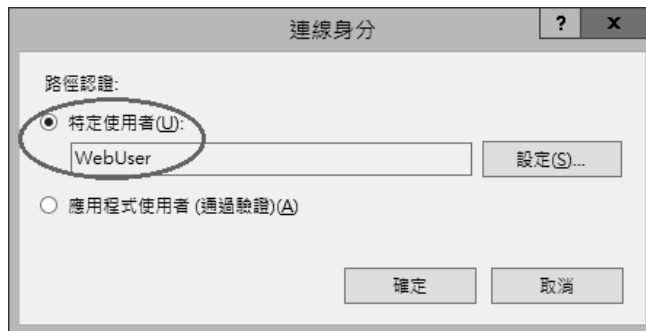 連線身分
? x
路徑認證:
特定使用者(U):
WebUser
設定(S)...
應用程式使用者 (通過驗證)(A)
確定
取消